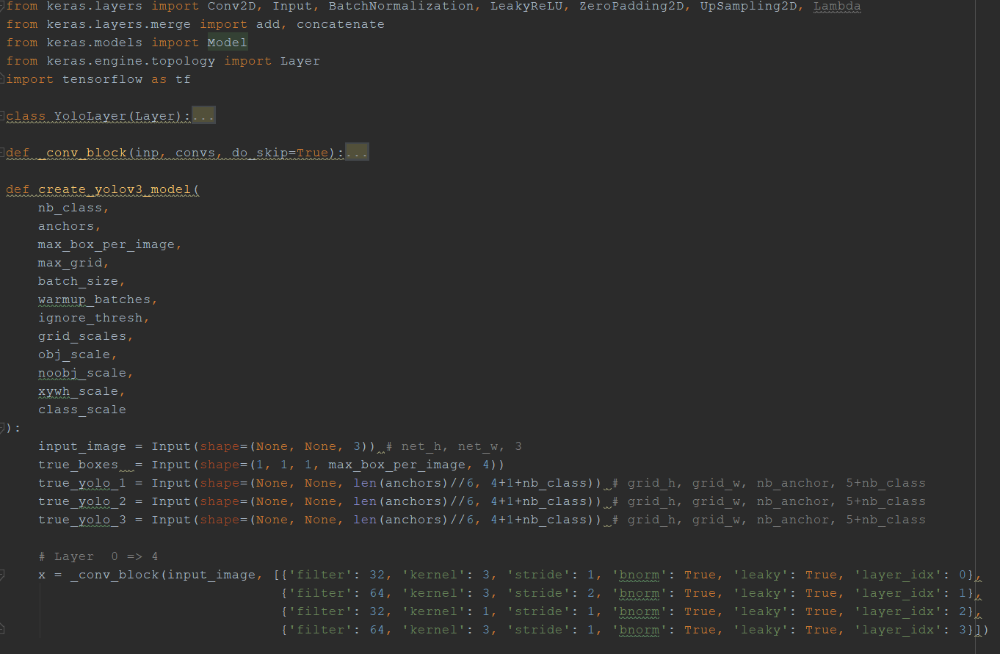 from keras.layers import Conv2D, Input, BatchNormalization, LeakyReLU, ZeroPadding2D, UpSampling2D, Lambda
from keras.layers.merge import add, concatenate
from keras.models import Model
from keras.engine.topology import Layer
import tensorflow as tf
class YoloLayer(Layer):...
def _conv_block(inp, convs, do_skip=True):...
def create_yolov3_model(
    nb_class,
    anchors,
    max_box_per_image,
    max_grid,
    batch_size,
    warmup_batches,
    ignore_thresh,
    grid_scales,
    obj_scale,
    noobj_scale,
    xywh_scale,
    class_scale
):
    input_image = Input(shape=(None, None, 3)) # net_h, net_w, 3
    true_boxes  = Input(shape=(1, 1, 1, max_box_per_image, 4))
    true_yolo_1 = Input(shape=(None, None, len(anchors)//6, 4+1+nb_class)) # grid_h, grid_w, nb_anchor, 5+nb_class
    true_yolo_2 = Input(shape=(None, None, len(anchors)//6, 4+1+nb_class)) # grid_h, grid_w, nb_anchor, 5+nb_class
    true_yolo_3 = Input(shape=(None, None, len(anchors)//6, 4+1+nb_class)) # grid_h, grid_w, nb_anchor, 5+nb_class
    # Layer  0 => 4
    x = _conv_block(input_image, [{'filter': 32, 'kernel': 3, 'stride': 1, 'bnorm': True, 'leaky': True, 'layer_idx': 0},
                                  {'filter': 64, 'kernel': 3, 'stride': 2, 'bnorm': True, 'leaky': True, 'layer_idx': 1},
                                  {'filter': 32, 'kernel': 1, 'stride': 1, 'bnorm': True, 'leaky': True, 'layer_idx': 2},
                                  {'filter': 64, 'kernel': 3, 'stride': 1, 'bnorm': True, 'leaky': True, 'layer_idx': 3}])